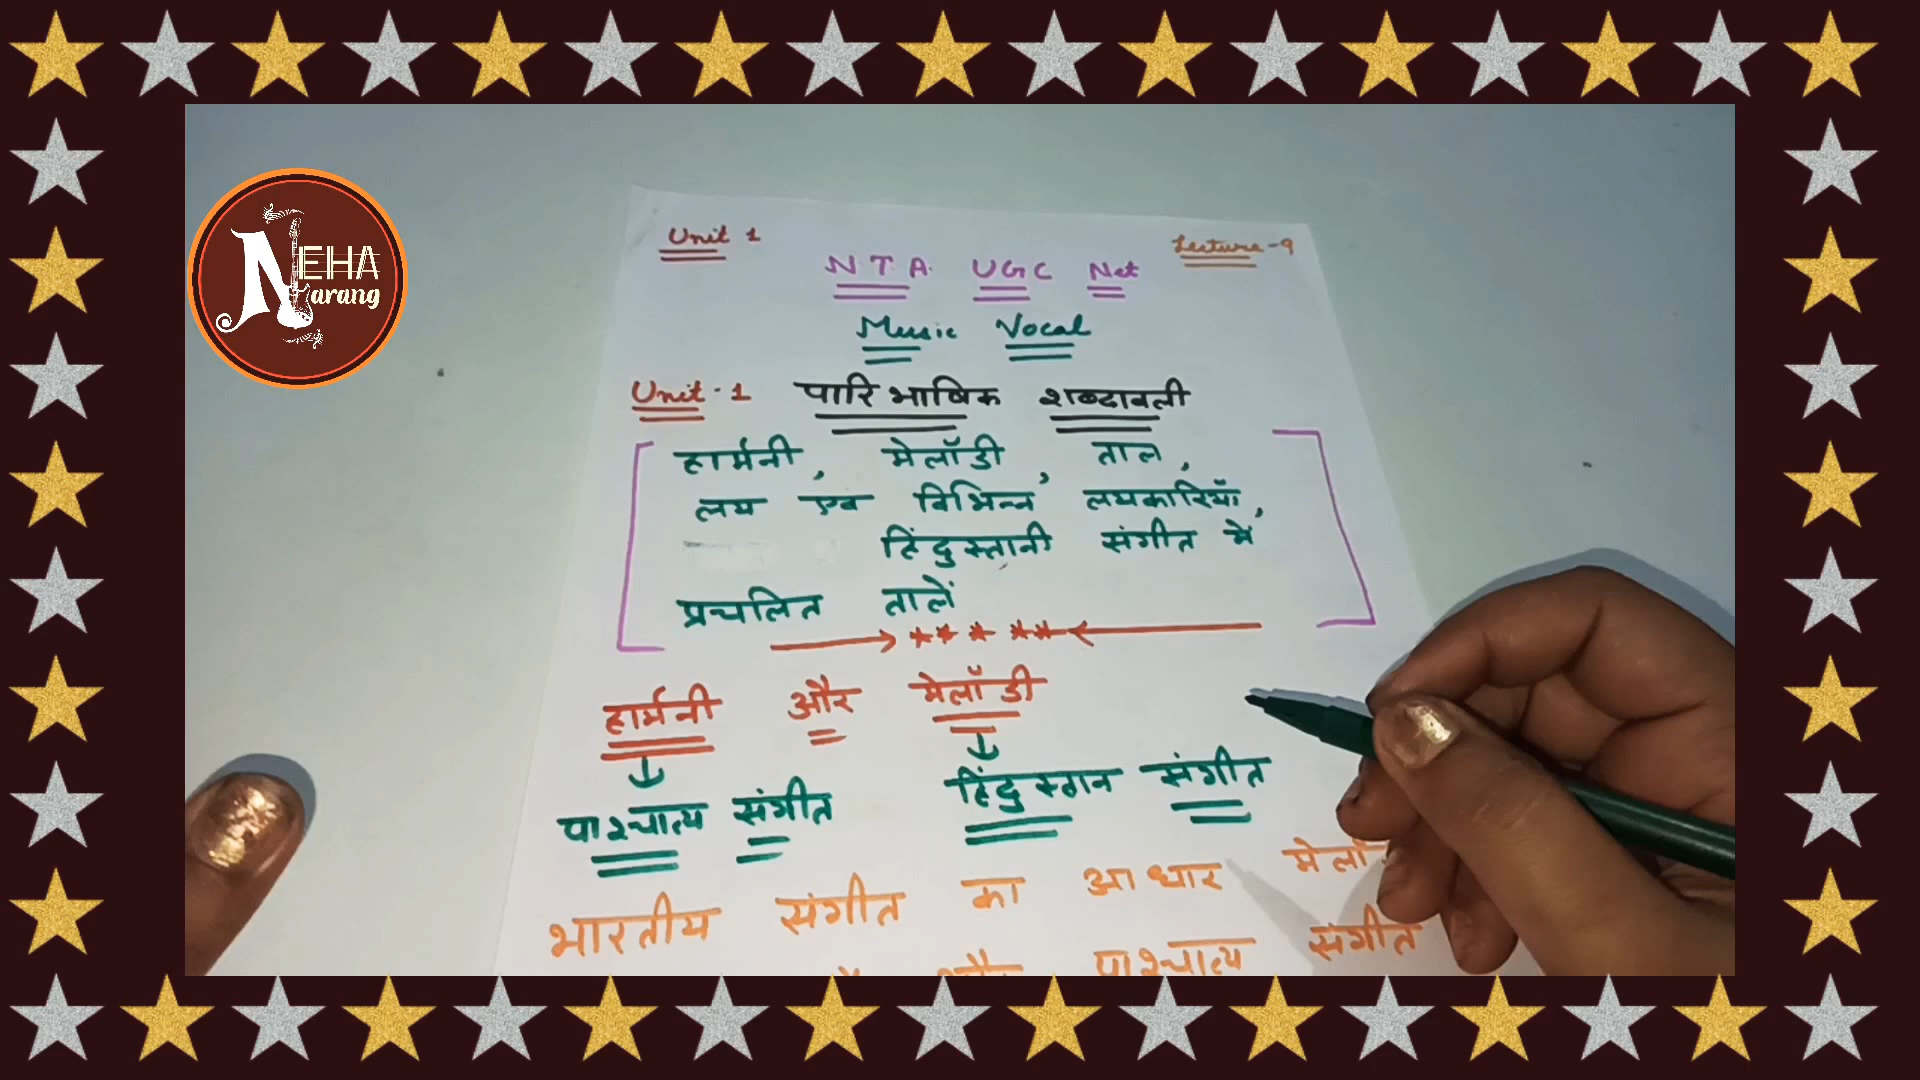 NEHA
Narang
Unit 1
Lecture-9
N.T.A. UGC Net
Music Vocal
Unit-1 पारिभाषिक शब्दावली
हार्मनी, मेलॉडी, ताल,
लय एवं विभिन्न लयकारियाँ,
हिंदुस्तानी संगीत में
प्रचलित तालें
हार्मनी और मेलॉडी
पाश्चात्य संगीत हिंदुस्तान संगीत
भारतीय संगीत का आधार
पाश्चात्य संगीत